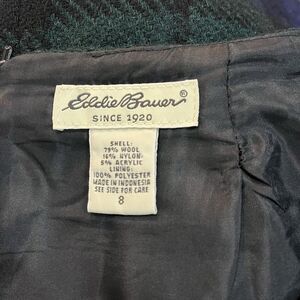 Eddie Bauer
SINCE 1920
SHELL:
79% WOOL
16% NYLON
5% ACRYLIC
LINING:
100% POLYESTER
MADE IN INDONESIA
SEE SIDE FOR CARE
8